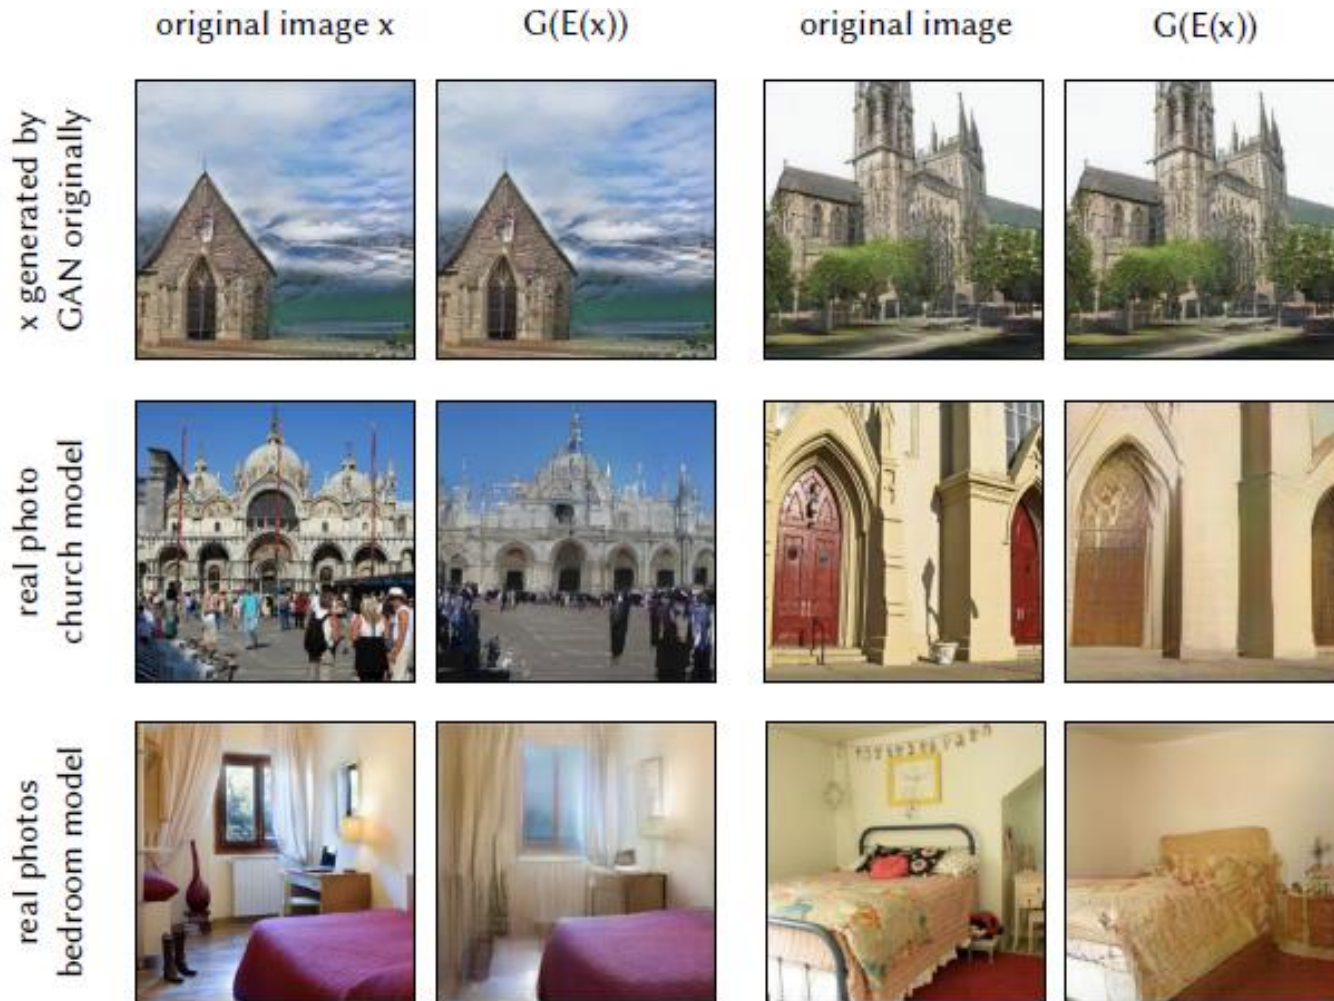 original image x
G(E(x))
original image
G(E(x))
x generated by
GAN originally
real photo
church model
real photos
bedroom model